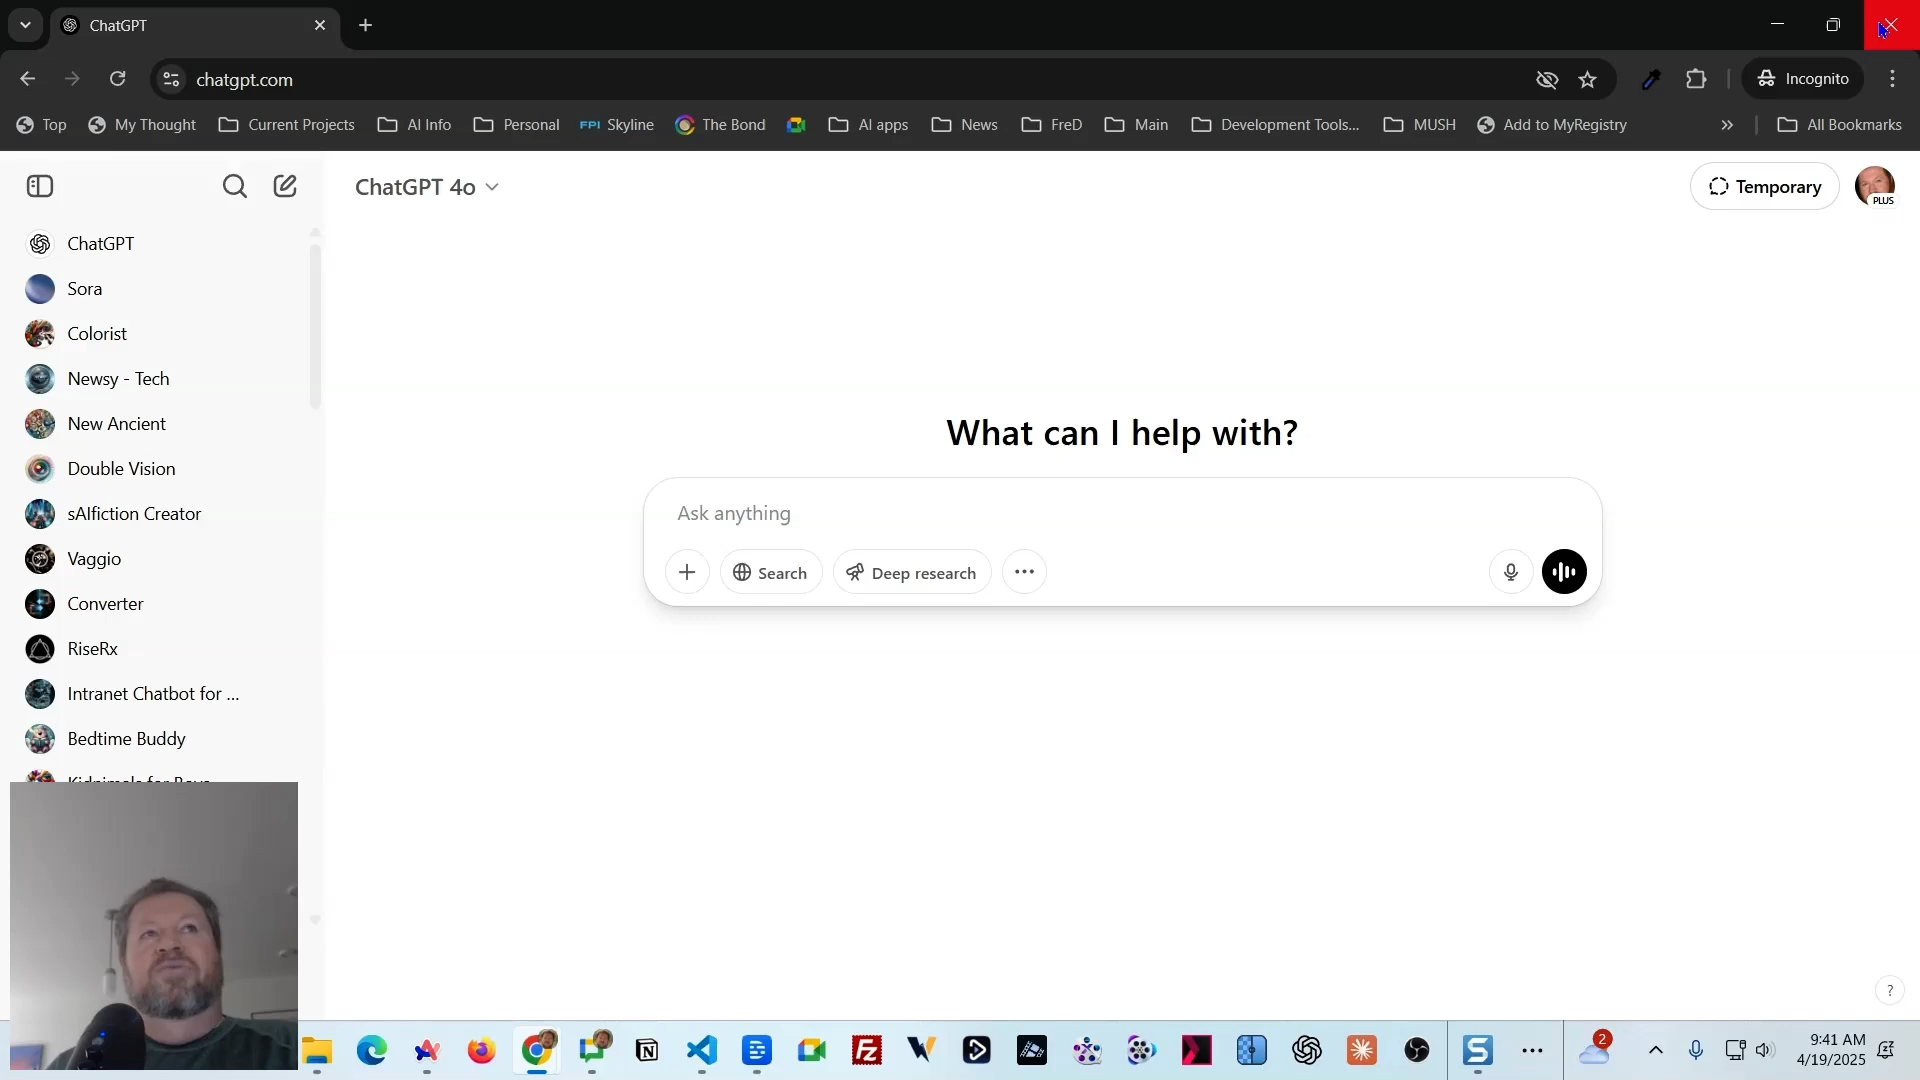 ChatGPT
chatgpt.com
Incognito
Top
My Thought
Current Projects
AI Info
Personal
FPI Skyline
The Bond
AI apps
News
FreD
Main
Development Tools...
MUSH
Add to MyRegistry
All Bookmarks
ChatGPT 4o
Temporary
PLUS
ChatGPT
Sora
Colorist
Newsy - Tech
New Ancient
Double Vision
sAIfiction Creator
Vaggio
Converter
RiseRx
Intranet Chatbot for ...
Bedtime Buddy
What can I help with?
Ask anything
Search
Deep research
?
2
9:41 AM
4/19/2025